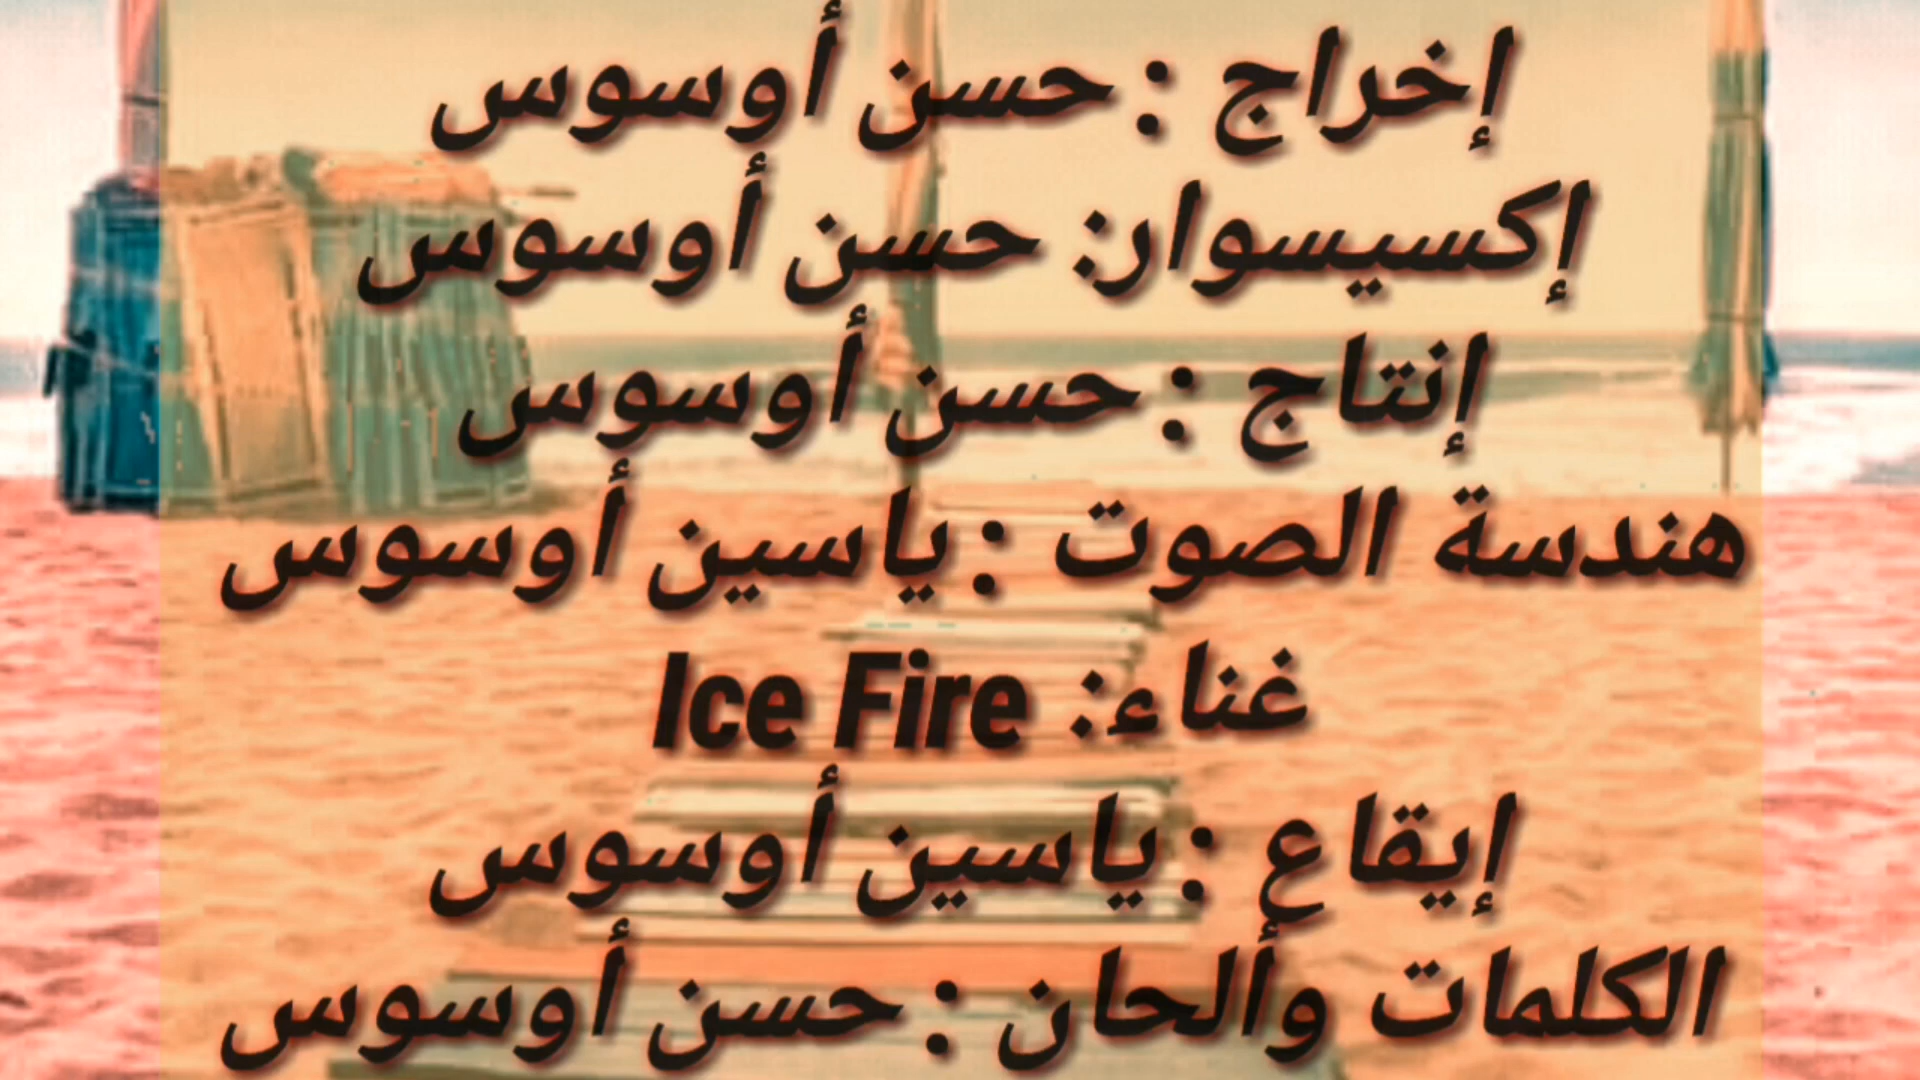 إخراج : حسن أوسوس
إكسيسوار: حسن أوسوس
إنتاج : حسن أوسوس
هندسة الصوت : ياسين أوسوس
غناء: Ice Fire
إيقاع : ياسين أوسوس
الكلمات وألحان : حسن أوسوس